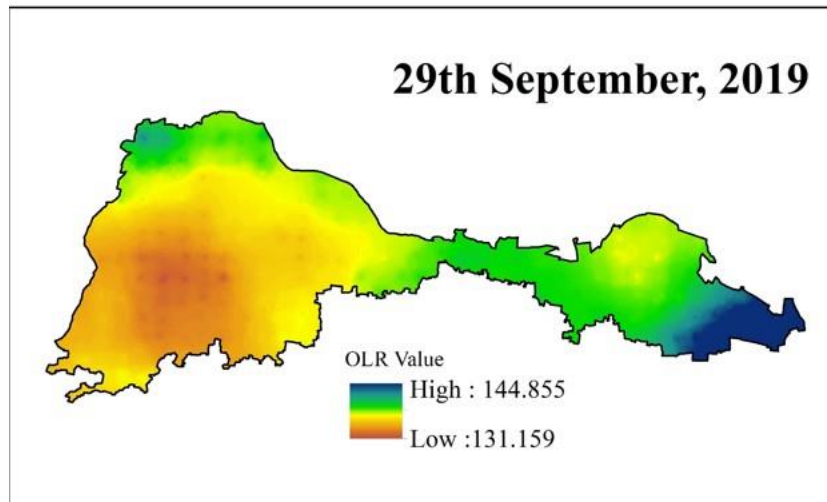 29th September, 2019
OLR Value
High : 144.855
Low :131.159